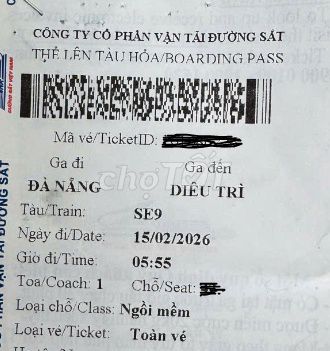 CÔNG TY CỔ PHẦN VẬN TẢI ĐƯỜNG SẮT
THẺ LÊN TÀU HỎA/BOARDING PASS
Mã vé/TicketID:
Ga đi Ga đến
ĐÀ NẴNG DIÊU TRÌ
Tàu/Train: SE9
Ngày đi/Date: 15/02/2026
Giờ đi/Time: 05:55
Toa/Coach: 1 Chỗ/Seat:
Loại chỗ/Class: Ngồi mềm
Loại vé/Ticket: Toàn vé
chợTỐT